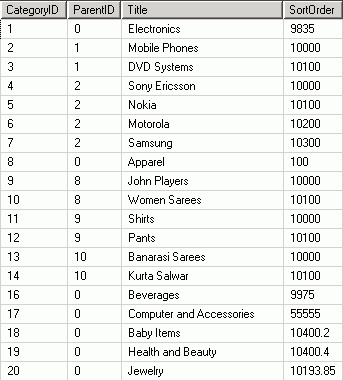 CategoryID ParentID Title SortOrder
1 0 Electronics 9835
2 1 Mobile Phones 10000
3 1 DVD Systems 10100
4 2 Sony Ericsson 10000
5 2 Nokia 10100
6 2 Motorola 10200
7 2 Samsung 10300
8 0 Apparel 100
9 8 John Players 10000
10 8 Women Sarees 10100
11 9 Shirts 10000
12 9 Pants 10100
13 10 Banarasi Sarees 10000
14 10 Kurta Salwar 10100
16 0 Beverages 9975
17 0 Computer and Accessories 55555
18 0 Baby Items 10400.2
19 0 Health and Beauty 10400.4
20 0 Jewelry 10193.85